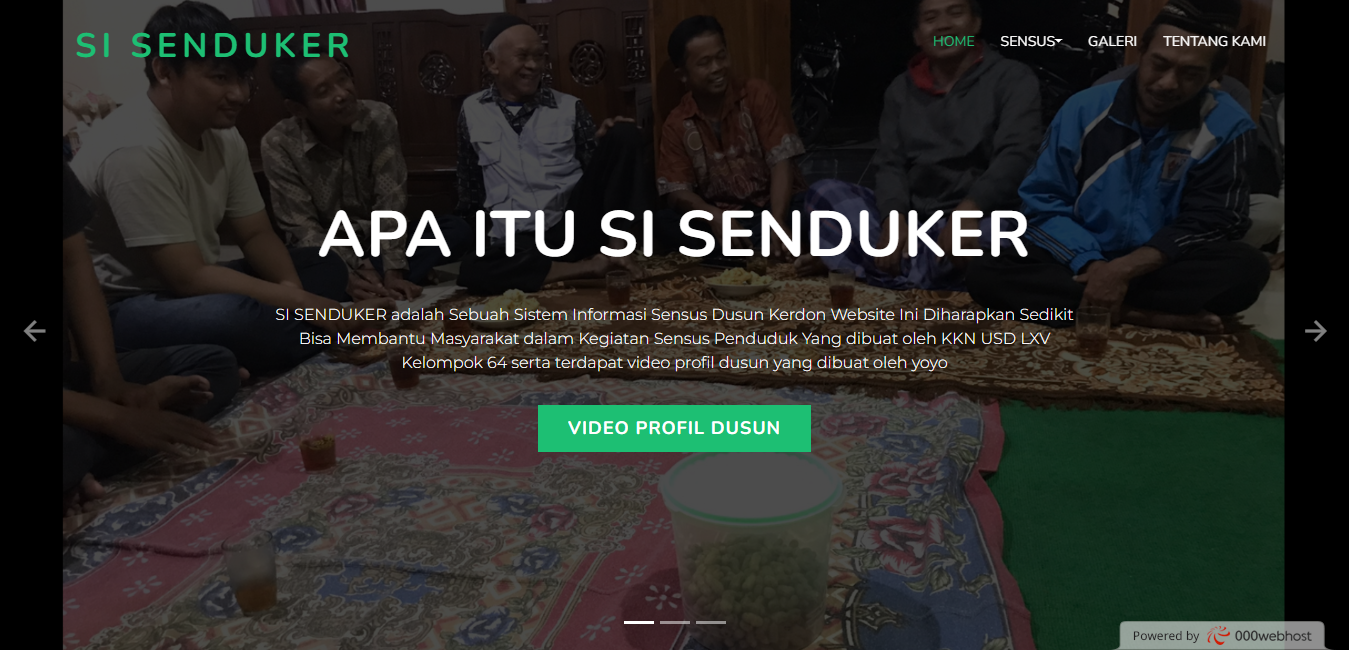 SI SENDUKER
HOME SENSUS GALERI TENTANG KAMI
APA ITU SI SENDUKER
SI SENDUKER adalah Sebuah Sistem Informasi Sensus Dusun Kerdon Website Ini Diharapkan Sedikit
Bisa Membantu Masyarakat dalam Kegiatan Sensus Penduduk Yang dibuat oleh KKN USD LXV
Kelompok 64 serta terdapat video profil dusun yang dibuat oleh yoyo
VIDEO PROFIL DUSUN
Powered by 000webhost